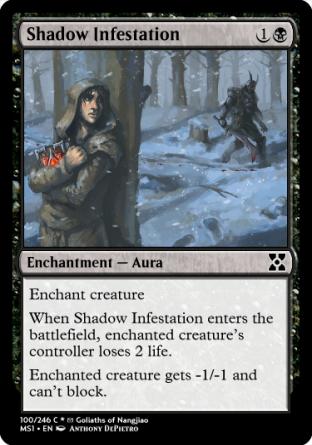 Shadow Infestation 1
Enchantment — Aura
Enchant creature
When Shadow Infestation enters the
battlefield, enchanted creature's
controller loses 2 life.
Enchanted creature gets -1/-1 and
can't block.
100/246 C * Goliaths of Nangjiao
MS1 • EN Anthony DePietro